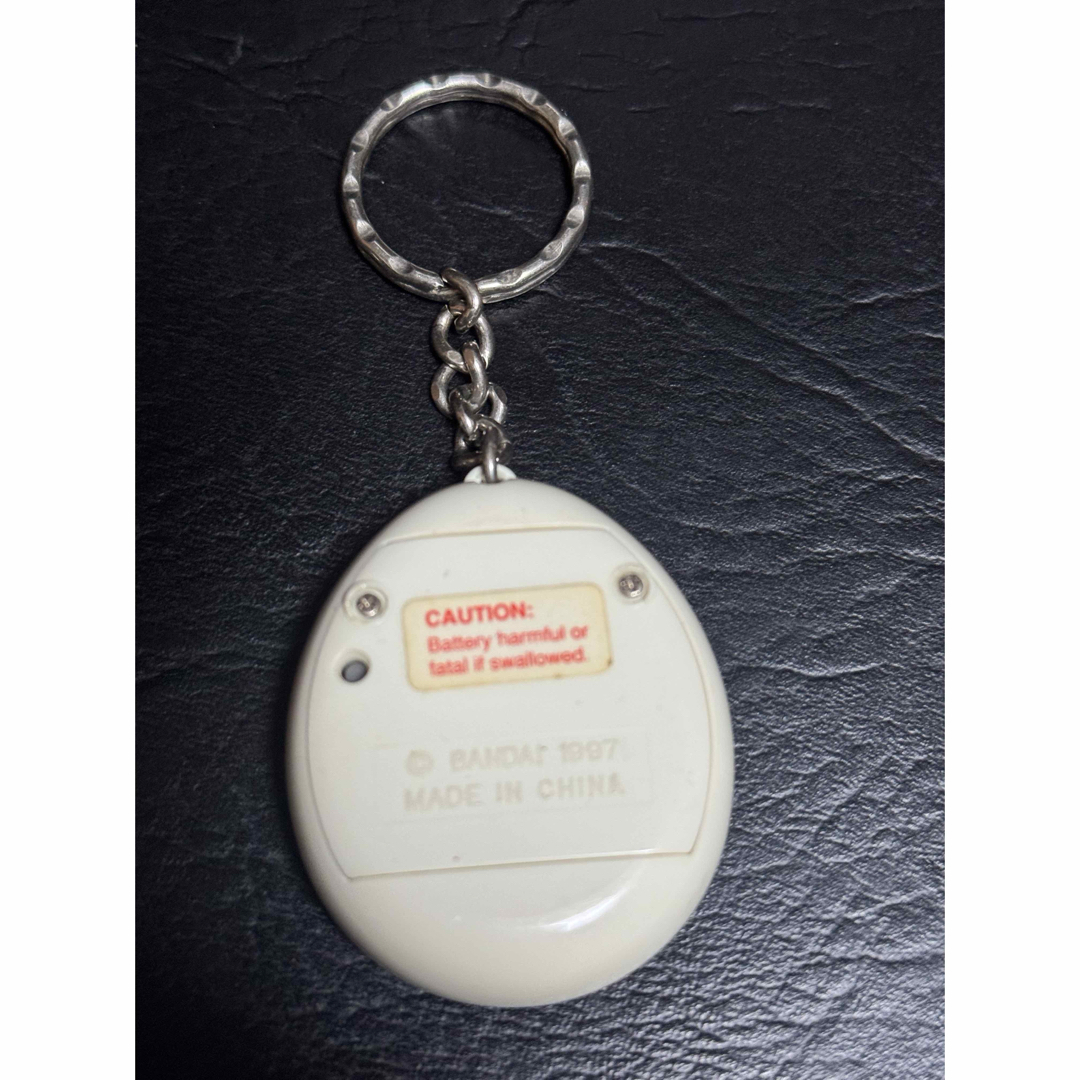 CAUTION:
Battery harmful or
fatal if swallowed.
© BANDAI 1997
MADE IN CHINA